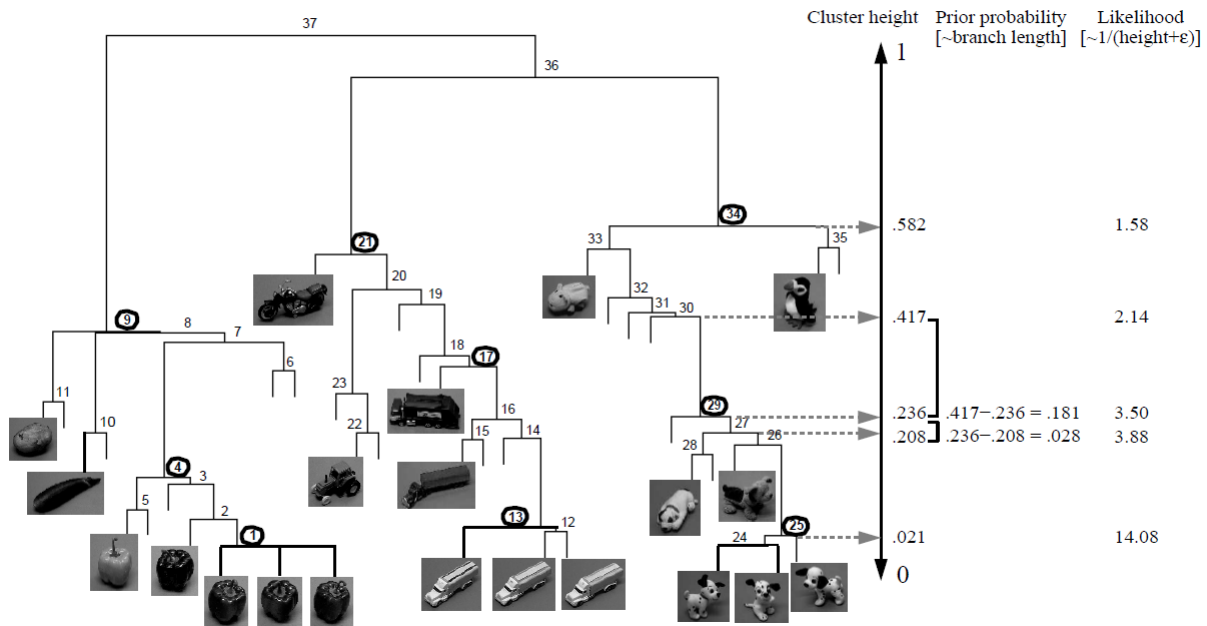 37
Cluster height Prior probability Likelihood
[~branch length] [~1/(height+ε)]
1
36
34
.582 1.58
33 35
21
20
32
19 31 30
.417 2.14
9 8 7
18 17
6
23
11
29
.236 .417−.236 = .181 3.50
16 27
10 22 15 14 28 26
.208 .236−.208 = .028 3.88
4 3
5
2
13 12 25
1 24
.021 14.08
0